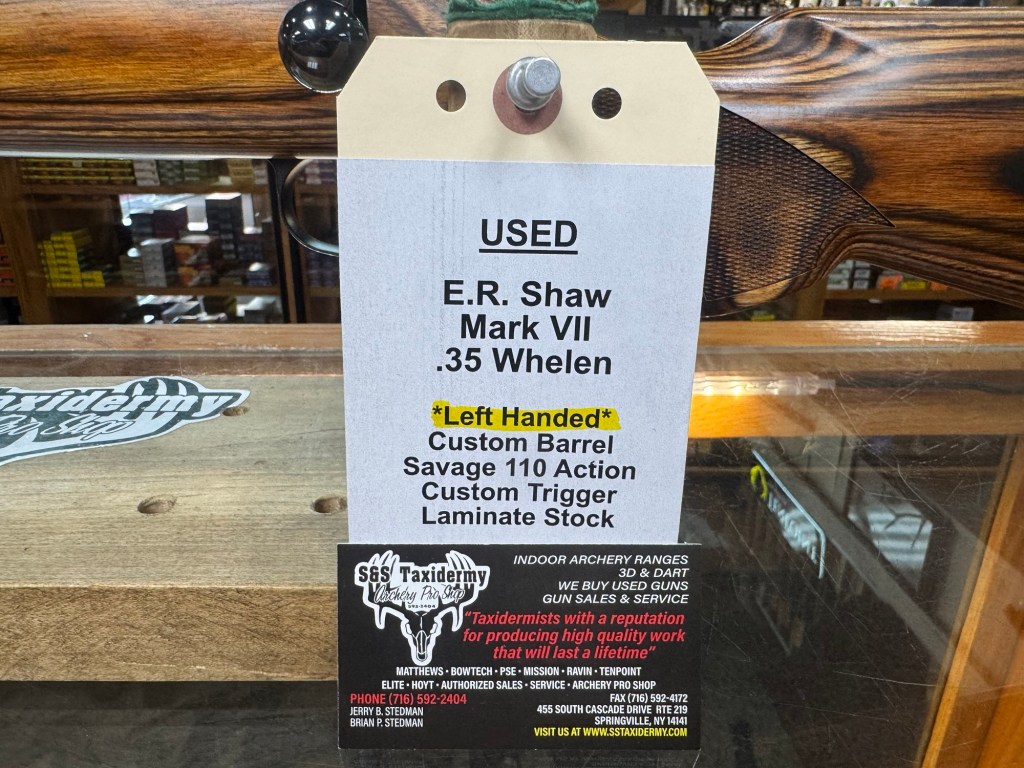 USED
E.R. Shaw
Mark VII
.35 Whelen
*Left Handed*
Custom Barrel
Savage 110 Action
Custom Trigger
Laminate Stock
Taxidermy
Shop
S&S Taxidermy
Archery Pro Shop
592-2404
INDOOR ARCHERY RANGES
3D & DART
WE BUY USED GUNS
GUN SALES & SERVICE
"Taxidermists with a reputation
for producing high quality work
that will last a lifetime"
MATTHEWS • BOWTECH • PSE • MISSION • RAVIN • TENPOINT
ELITE • HOYT • AUTHORIZED SALES • SERVICE • ARCHERY PRO SHOP
PHONE (716) 592-2404
JERRY B. STEDMAN
BRIAN P. STEDMAN
FAX (716) 592-4172
455 SOUTH CASCADE DRIVE RTE 219
SPRINGVILLE, NY 14141
VISIT US AT WWW.SSTAXIDERMY.COM